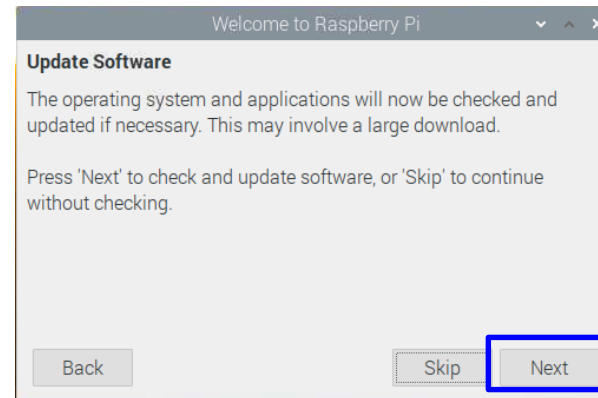 Welcome to Raspberry Pi
Update Software
The operating system and applications will now be checked and
updated if necessary. This may involve a large download.
Press 'Next' to check and update software, or 'Skip' to continue
without checking.
Back Skip Next